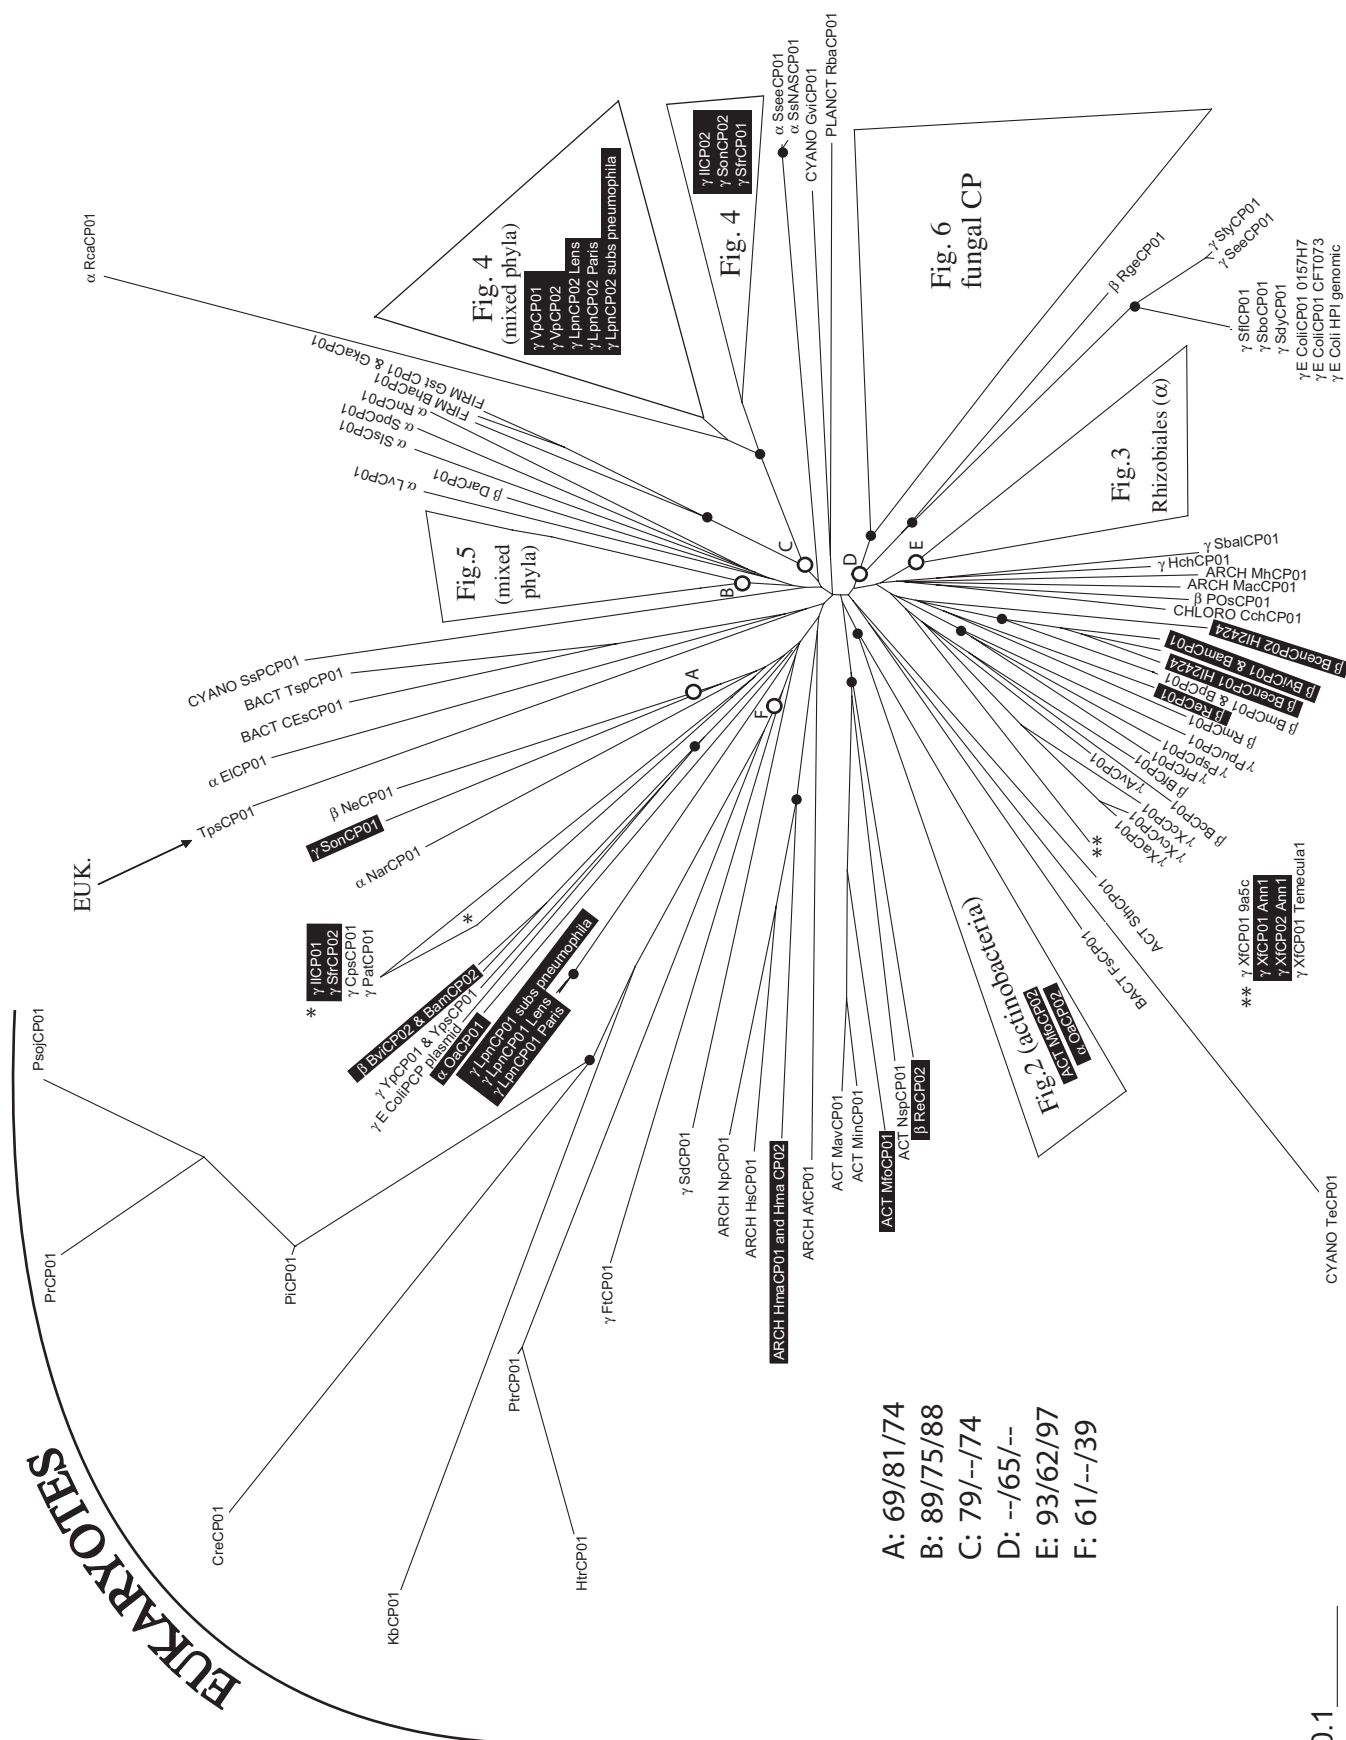 EUKARYOTES
PsojCP01
PrCP01
PiCP01
CreCP01
KbCP01
PtrCP01
HtrCP01
EUK.
TpsCP01
α RcaCP01
Fig. 4
(mixed phyla)
γ VpCP01
γ VpCP02
γ LpnCP02 Lens
γ LpnCP02 Paris
γ LpnCP02 subs pneumophila
Fig. 4
γ IlCP02
γ SonCP02
γ SfrCP01
α SseeCP01
α SsNASCP01
CYANO GviCP01
PLANCT RbaCP01
Fig. 6
fungal CP
β RgeCP01
γ StyCP01
γ SeeCP01
γ SflCP01
γ SboCP01
γ SdyCP01
γE ColiCP01 0157H7
γE ColiCP01 CFT073
γ E Coli HPI genomic
Fig.3
Rhizobiales (α)
FIRM Gst CP01 & GkaCP01
FIRM BhaCP01
α RnCP01
α SpoCP01
α SlsCP01
β DarCP01
α LvCP01
Fig.5
(mixed
phyla)
CYANO SsPCP01
BACT TspCP01
BACT CEsCP01
α ElCP01
β NeCP01
γ SonCP01
α NarCP01
*
*
γ IlCP01
γ SfrCP02
γ CpsCP01
γ PatCP01
β BviCP02 & BamCP02
γ YpCP01 & YpsCP01
γ E ColiPCP plasmid
α OaCP01
γ LpnCP01 subs pneumophila
γ LpnCP01 Lens
γ LpnCP01 Paris
A
B
C
D
E
F
γ FtCP01
γ SdCP01
ARCH NpCP01
ARCH HsCP01
ARCH HmaCP01 and Hma CP02
ARCH AfCP01
ACT MavCP01
ACT MinCP01
ACT MfoCP01
ACT NspCP01
β ReCP02
Fig.2 (actinobacteria)
ACT MfoCP02
α OaCP02
CYANO TeCP01
BACT FsCP01
ACT SthCP01
**
γ XaCP01
γ XcvCP01
γ XcCP01
β BcCP01
γ AvCP01
β BfCP01
γ PfCP01
γ PspCP01
γ PpuCP01
β RmCP01
β ReCP01
β BmCP01 & BpCP01
β BcenCP01 HI2424
β BviCP01 & BamCP01
β BcenCP02 HI2424
CHLORO CchCP01
β POsCP01
ARCH MacCP01
ARCH MhCP01
γ HchCP01
γ SbalCP01
**
γ XfCP01 9a5c
γ XfCP01 Ann1
γ XfCP02 Ann1
γ XfCP01 Temecula1
A: 69/81/74
B: 89/75/88
C: 79/--/74
D: --/65/--
E: 93/62/97
F: 61/--/39
0.1